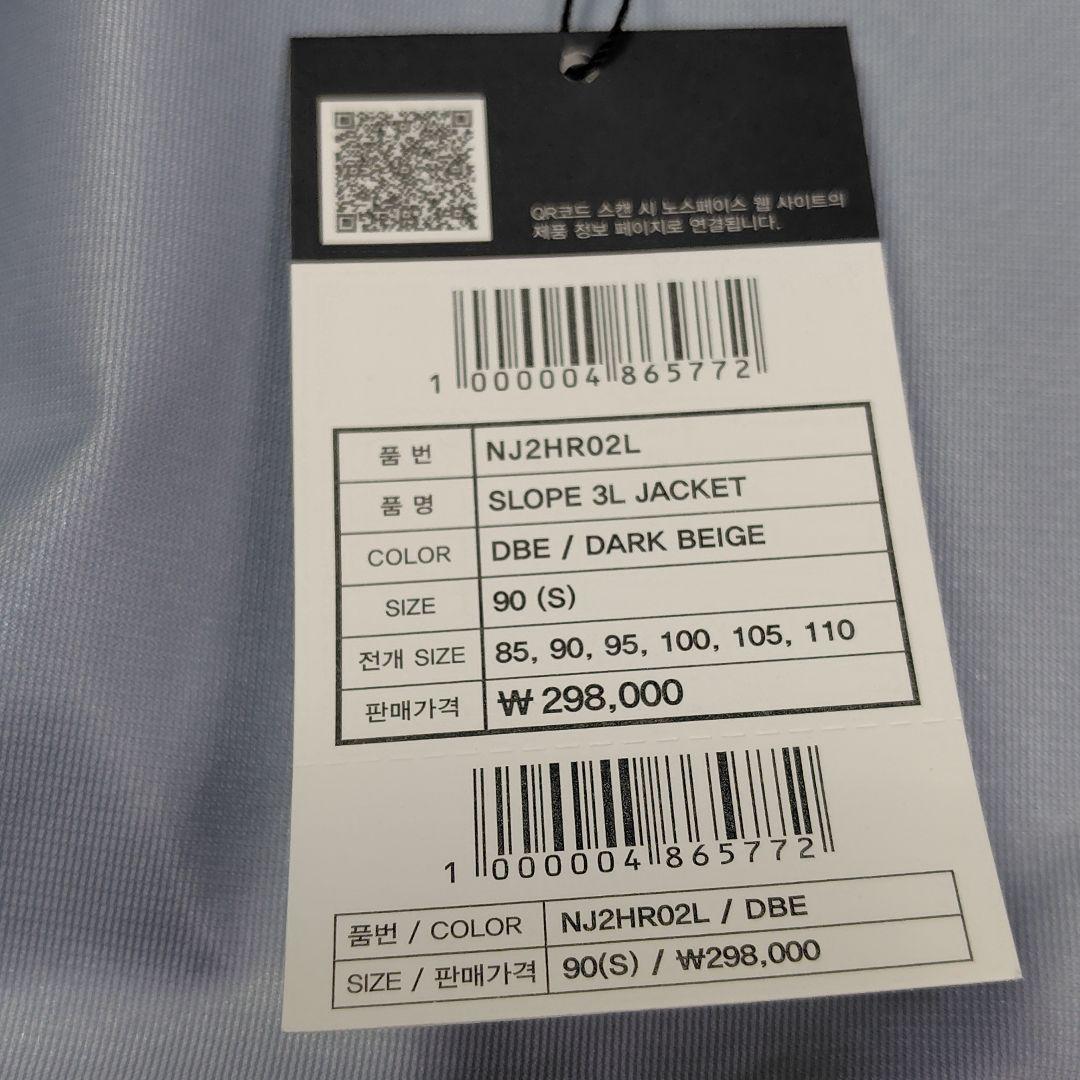 QR코드 스캔 시 노스페이스 웹 사이트의
제품 정보 페이지로 연결됩니다.
1 000004 865772
품 번 NJ2HR02L
품 명 SLOPE 3L JACKET
COLOR DBE / DARK BEIGE
SIZE 90 (S)
전개 SIZE 85, 90, 95, 100, 105, 110
판매가격 ₩ 298,000
1 000004 865772
품번 / COLOR NJ2HR02L / DBE
SIZE / 판매가격 90(S) / ₩298,000